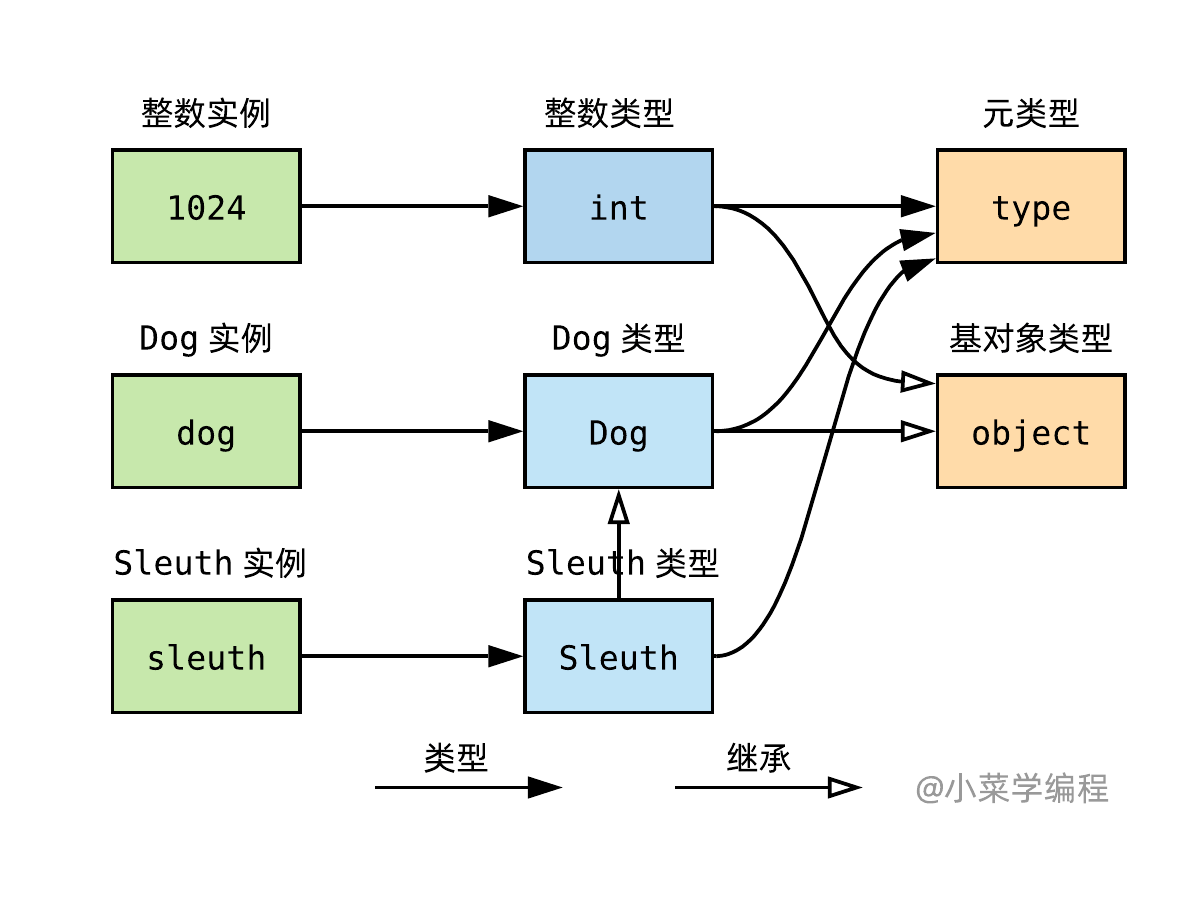 整数实例
整数类型
元类型
1024
int
type
Dog 实例
Dog 类型
基对象类型
dog
Dog
object
Sleuth 实例
Sleuth 类型
sleuth
Sleuth
类型
继承
@小菜学编程